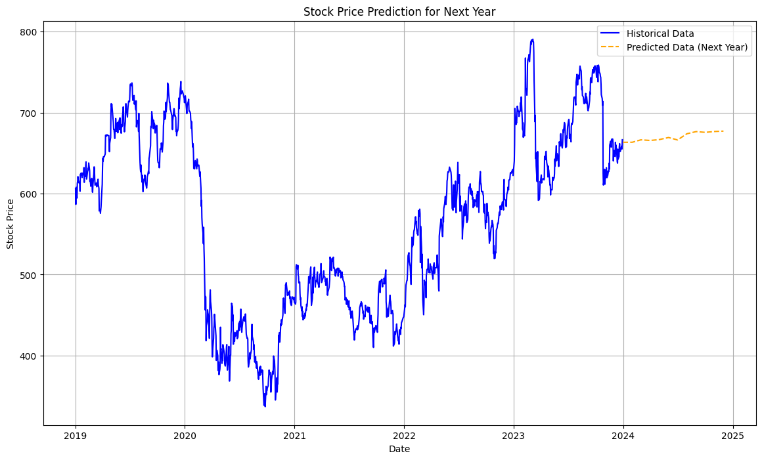 Stock Price Prediction for Next Year
Historical Data
Predicted Data (Next Year)
Stock Price
800
700
600
500
400
2019 2020 2021 2022 2023 2024 2025
Date